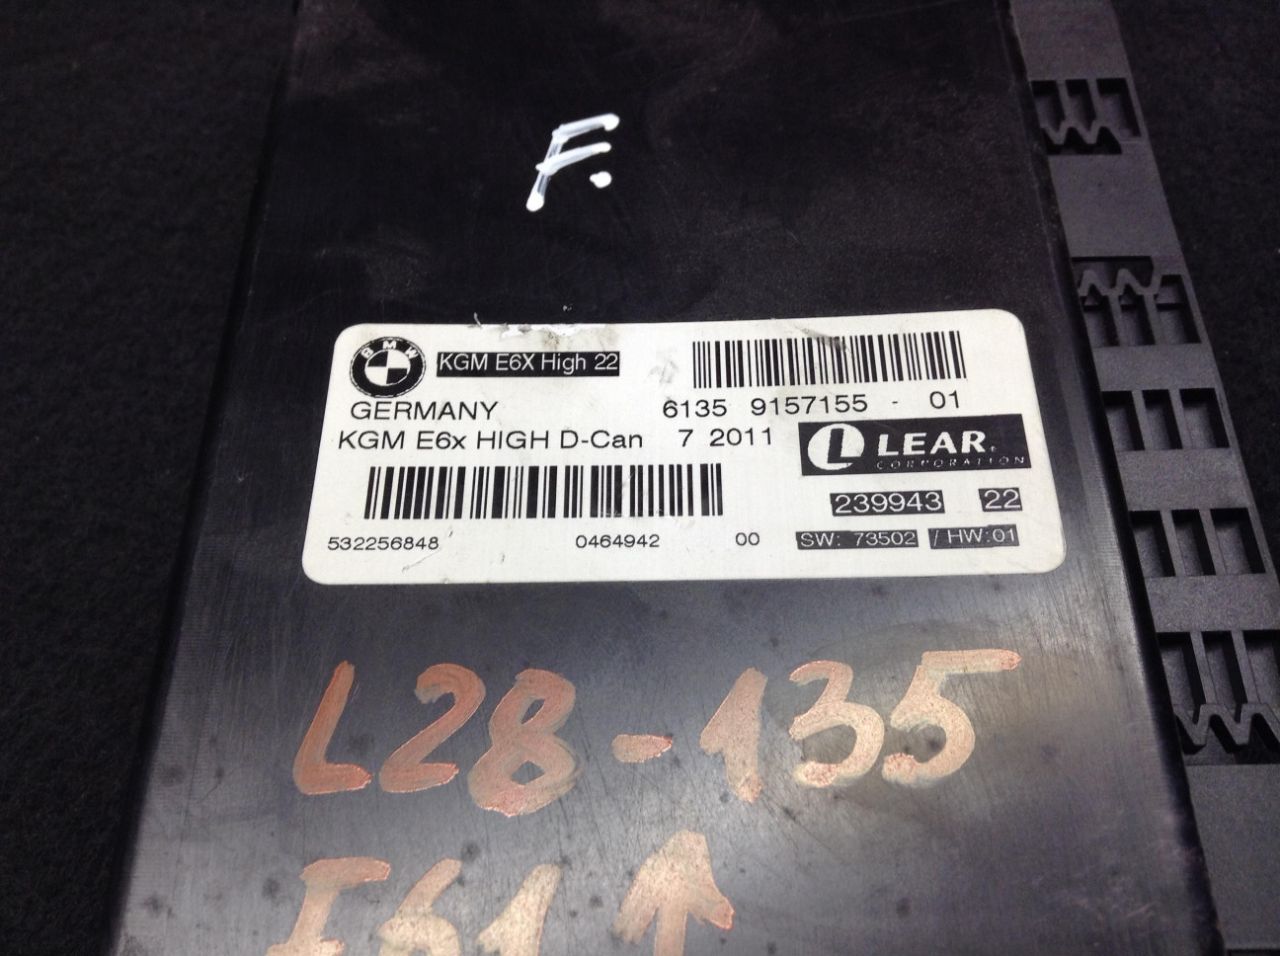 F.
BMW
KGM E6X High 22
GERMANY
6135 9157155 - 01
KGM E6x HIGH D-Can 7 2011
L LEAR.
CORPORATION
239943 22
532256848 0464942 00 SW: 73502 / HW:01
L28-135
E61↑